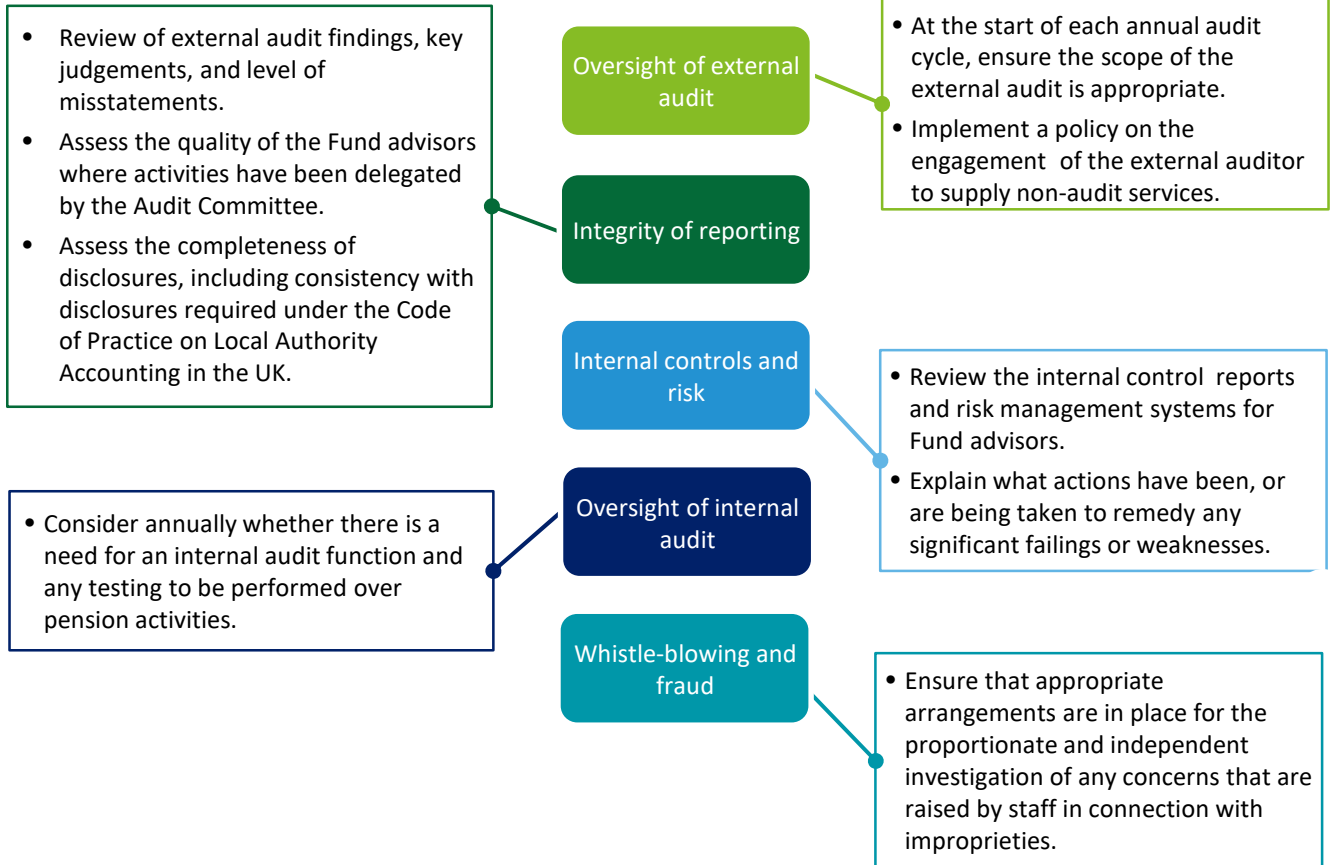 • Review of external audit findings, key
judgements, and level of
misstatements.
• Assess the quality of the Fund advisors
where activities have been delegated
by the Audit Committee.
• Assess the completeness of
disclosures, including consistency with
disclosures required under the Code
of Practice on Local Authority
Accounting in the UK.
Oversight of external
audit
• At the start of each annual audit
cycle, ensure the scope of the
external audit is appropriate.
• Implement a policy on the
engagement of the external auditor
to supply non-audit services.
Integrity of reporting
Internal controls and
risk
• Review the internal control reports
and risk management systems for
Fund advisors.
• Explain what actions have been, or
are being taken to remedy any
significant failings or weaknesses.
• Consider annually whether there is a
need for an internal audit function and
any testing to be performed over
pension activities.
Oversight of internal
audit
Whistle-blowing and
fraud
• Ensure that appropriate
arrangements are in place for the
proportionate and independent
investigation of any concerns that are
raised by staff in connection with
improprieties.